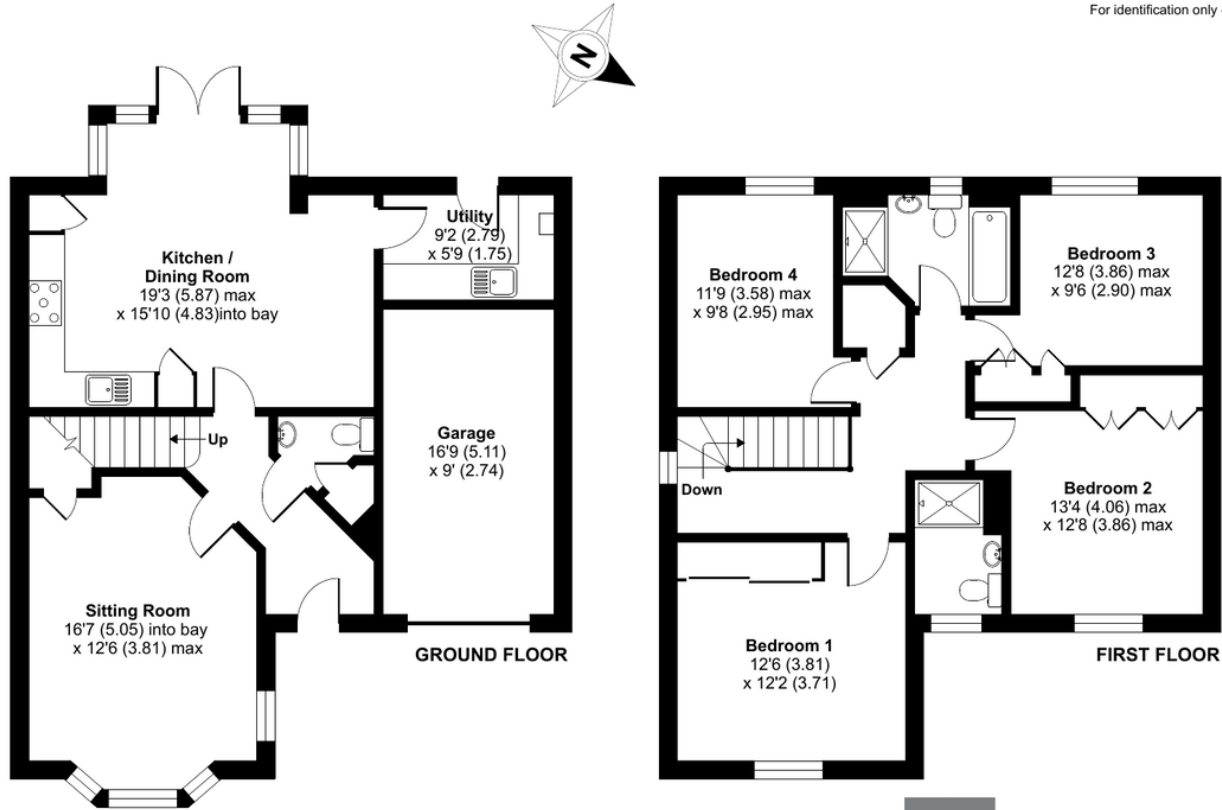 For identification only -
N
Kitchen /
Dining Room
19'3 (5.87) max
x 15'10 (4.83)into bay
Utility
9'2 (2.79)
x 5'9 (1.75)
Up
Garage
16'9 (5.11)
x 9' (2.74)
Sitting Room
16'7 (5.05) into bay
x 12'6 (3.81) max
GROUND FLOOR
Bedroom 4
11'9 (3.58) max
x 9'8 (2.95) max
Bedroom 3
12'8 (3.86) max
x 9'6 (2.90) max
Down
Bedroom 2
13'4 (4.06) max
x 12'8 (3.86) max
Bedroom 1
12'6 (3.81)
x 12'2 (3.71)
FIRST FLOOR